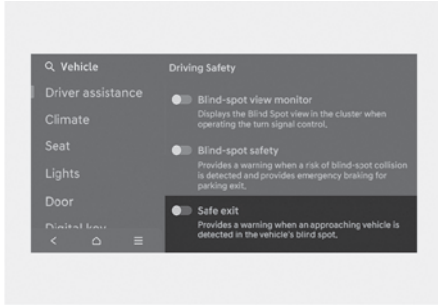 Vehicle
Driver assistance
Climate
Seat
Lights
Door
Digital key
Driving Safety
Blind-spot view monitor
Displays the Blind Spot view in the cluster when
operating the turn signal control.
Blind-spot safety
Provides a warning when a risk of blind-spot collision
is detected and provides emergency braking for
parking exit.
Safe exit
Provides a warning when an approaching vehicle is
detected in the vehicle's blind spot.